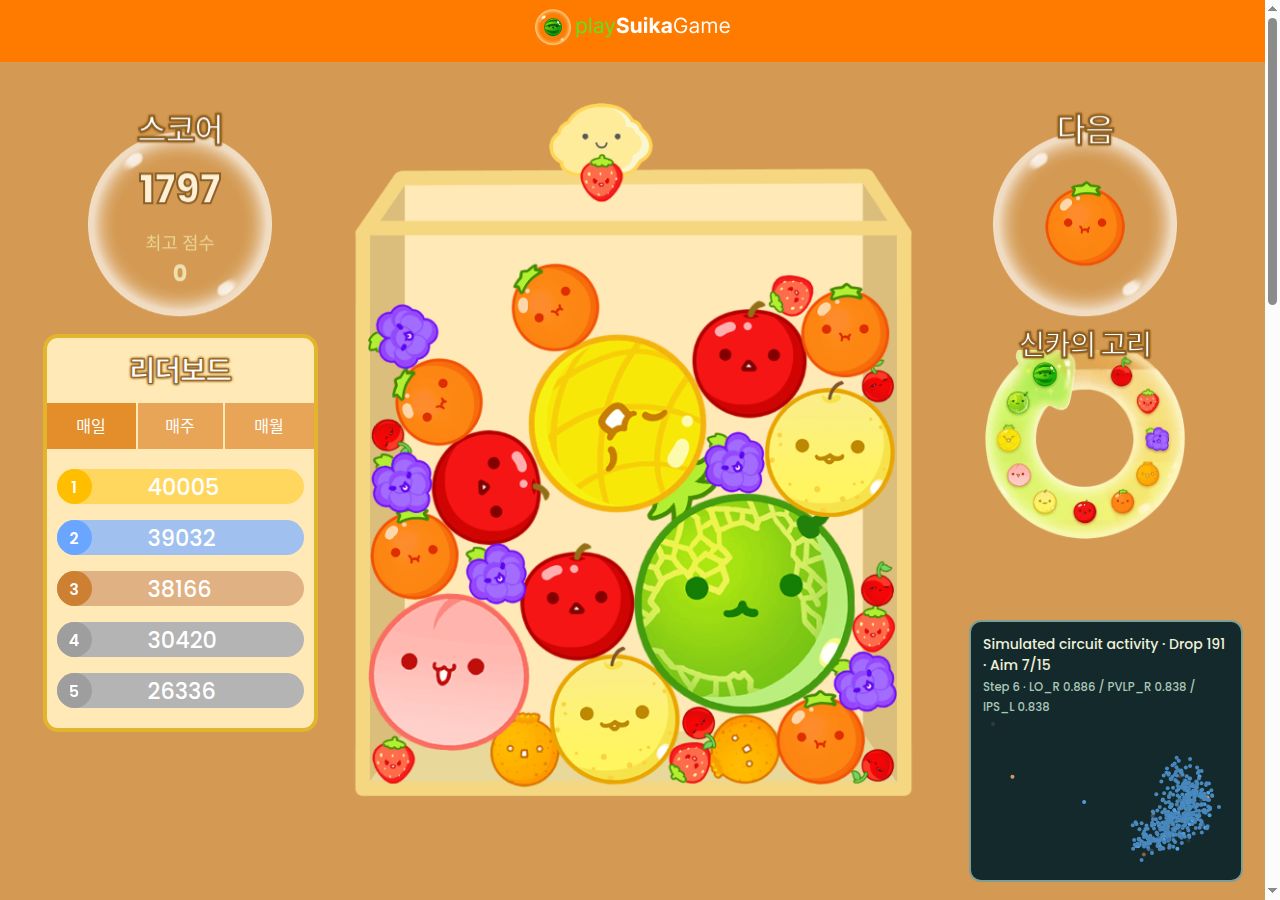 playSuikaGame
스코어
1797
최고 점수
0
다음
리더보드
매일 매주 매월
1 40005
2 39032
3 38166
4 30420
5 26336
신카의 고리
Simulated circuit activity · Drop 191
· Aim 7/15
Step 6 · LO_R 0.886 / PVLP_R 0.838 /
IPS_L 0.838